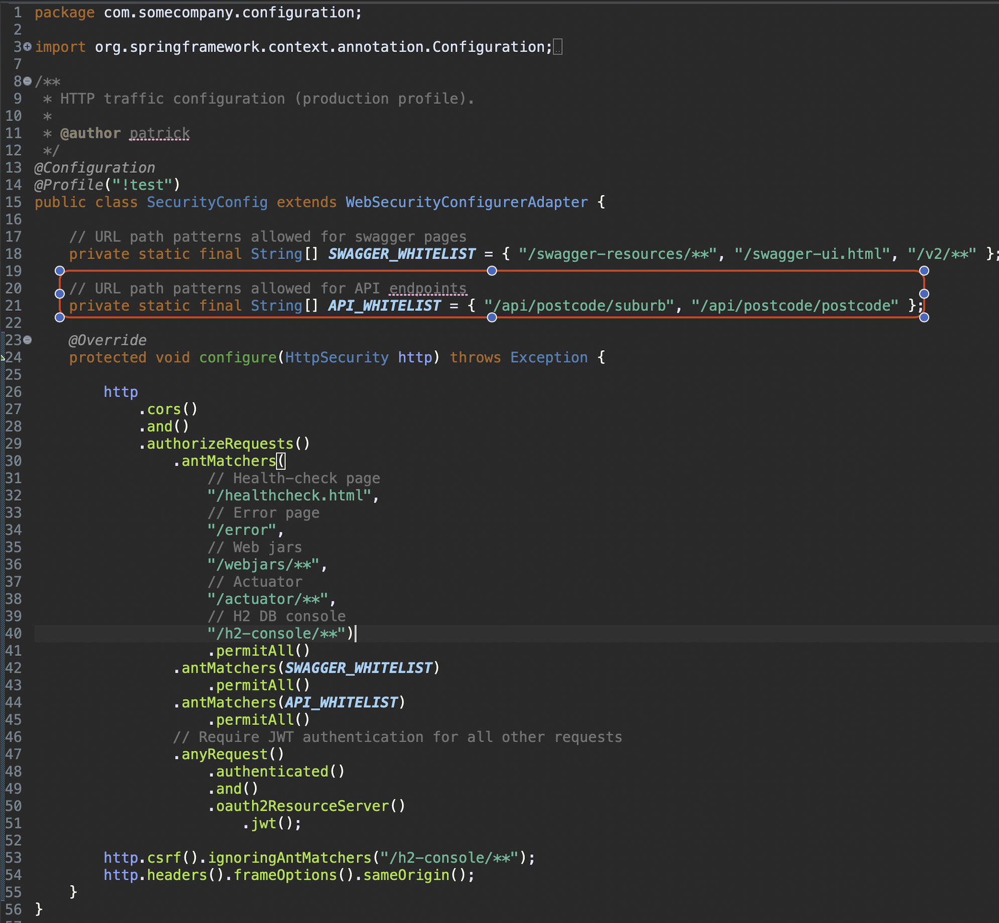 1 package com.somecompany.configuration;
2
3 import org.springframework.context.annotation.Configuration;
7
8 /**
9  * HTTP traffic configuration (production profile).
10  *
11  * @author patrick
12  */
13 @Configuration
14 @Profile("!test")
15 public class SecurityConfig extends WebSecurityConfigurerAdapter {
16
17     // URL path patterns allowed for swagger pages
18     private static final String[] SWAGGER_WHITELIST = { "/swagger-resources/**", "/swagger-ui.html", "/v2/**" };
19
20     // URL path patterns allowed for API endpoints
21     private static final String[] API_WHITELIST = { "/api/postcode/suburb", "/api/postcode/postcode" };
22
23     @Override
24     protected void configure(HttpSecurity http) throws Exception {
25
26         http
27             .cors()
28             .and()
29             .authorizeRequests()
30                 .antMatchers(
31                     // Health-check page
32                     "/healthcheck.html",
33                     // Error page
34                     "/error",
35                     // Web jars
36                     "/webjars/**",
37                     // Actuator
38                     "/actuator/**",
39                     // H2 DB console
40                     "/h2-console/**")
41                     .permitAll()
42                 .antMatchers(SWAGGER_WHITELIST)
43                     .permitAll()
44                 .antMatchers(API_WHITELIST)
45                     .permitAll()
46                 // Require JWT authentication for all other requests
47                 .anyRequest()
48                     .authenticated()
49                     .and()
50                     .oauth2ResourceServer()
51                         .jwt();
52
53         http.csrf().ignoringAntMatchers("/h2-console/**");
54         http.headers().frameOptions().sameOrigin();
55     }
56 }
57